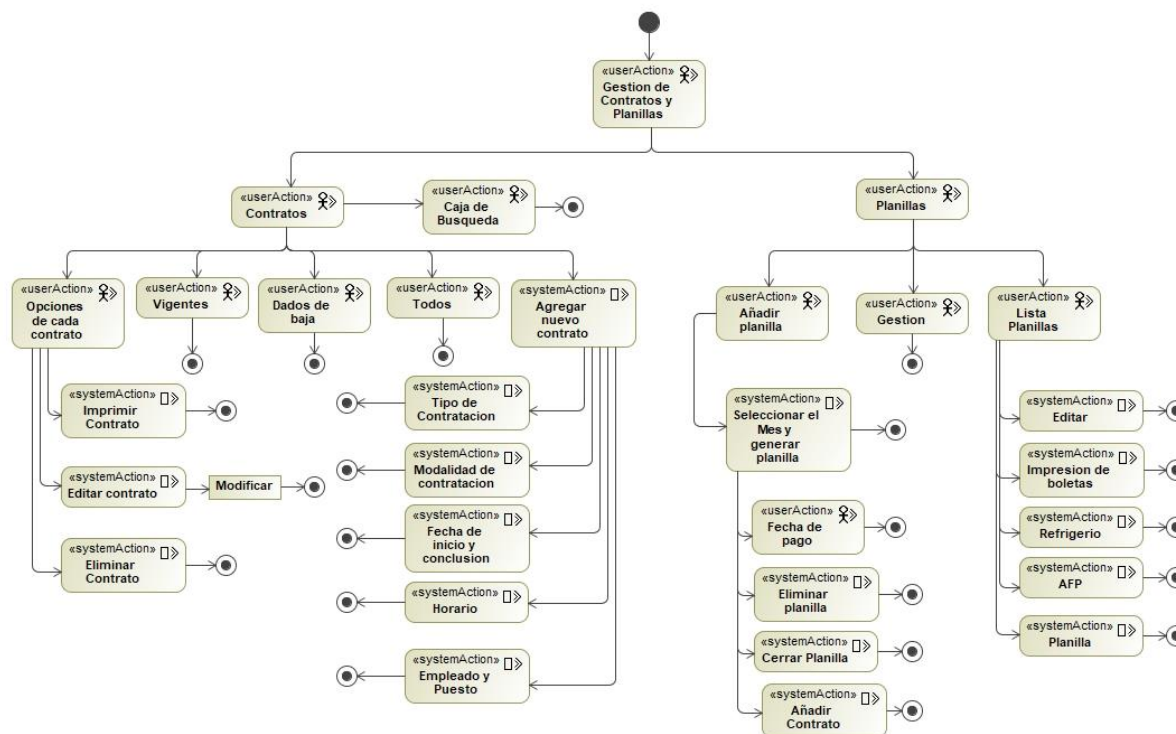 «userAction»
Gestion de
Contratos y
Planillas
«userAction»
Contratos
«userAction»
Caja de
Busqueda
«userAction»
Planillas
«userAction»
Opciones
de cada
contrato
«userAction»
Vigentes
«userAction»
Dados de
baja
«userAction»
Todos
«systemAction»
Agregar
nuevo
contrato
«userAction»
Añadir
planilla
«userAction»
Gestion
«userAction»
Lista
Planillas
«systemAction»
Imprimir
Contrato
«systemAction»
Editar contrato
Modificar
«systemAction»
Eliminar
Contrato
«systemAction»
Tipo de
Contratacion
«systemAction»
Modalidad de
contratacion
«systemAction»
Fecha de
inicio y
conclusion
«systemAction»
Horario
«systemAction»
Empleado y
Puesto
«systemAction»
Seleccionar el
Mes y
generar
planilla
«userAction»
Fecha de
pago
«systemAction»
Eliminar
planilla
«systemAction»
Cerrar Planilla
«systemAction»
Añadir
Contrato
«systemAction»
Editar
«systemAction»
Impresion de
boletas
«systemAction»
Refrigerio
«systemAction»
AFP
«systemAction»
Planilla